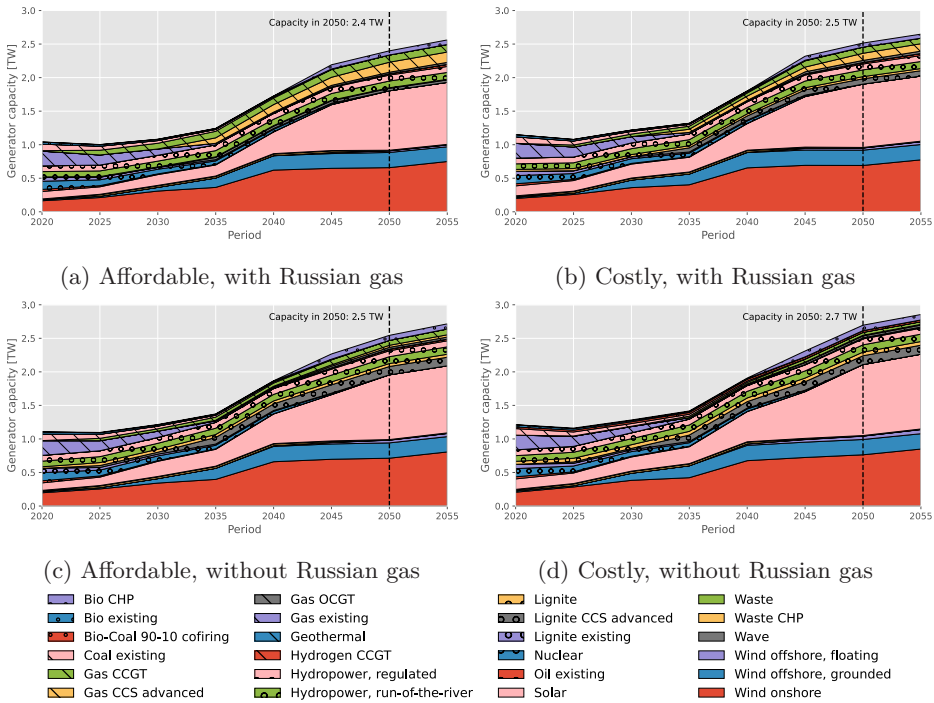 3.0
2.5
2.0
1.5
1.0
0.5
0.0
Generator capacity [TW]
Capacity in 2050: 2.4 TW
2020 2025 2030 2035 2040 2045 2050 2055
Period
(a) Affordable, with Russian gas
3.0
2.5
2.0
1.5
1.0
0.5
0.0
Generator capacity [TW]
Capacity in 2050: 2.5 TW
2020 2025 2030 2035 2040 2045 2050 2055
Period
(b) Costly, with Russian gas
3.0
2.5
2.0
1.5
1.0
0.5
0.0
Generator capacity [TW]
Capacity in 2050: 2.5 TW
2020 2025 2030 2035 2040 2045 2050 2055
Period
(c) Affordable, without Russian gas
3.0
2.5
2.0
1.5
1.0
0.5
0.0
Generator capacity [TW]
Capacity in 2050: 2.7 TW
2020 2025 2030 2035 2040 2045 2050 2055
Period
(d) Costly, without Russian gas
Bio CHP
Bio existing
Bio-Coal 90-10 cofiring
Coal existing
Gas CCGT
Gas CCS advanced
Gas OCGT
Gas existing
Geothermal
Hydrogen CCGT
Hydropower, regulated
Hydropower, run-of-the-river
Lignite
Lignite CCS advanced
Lignite existing
Nuclear
Oil existing
Solar
Waste
Waste CHP
Wave
Wind offshore, floating
Wind offshore, grounded
Wind onshore